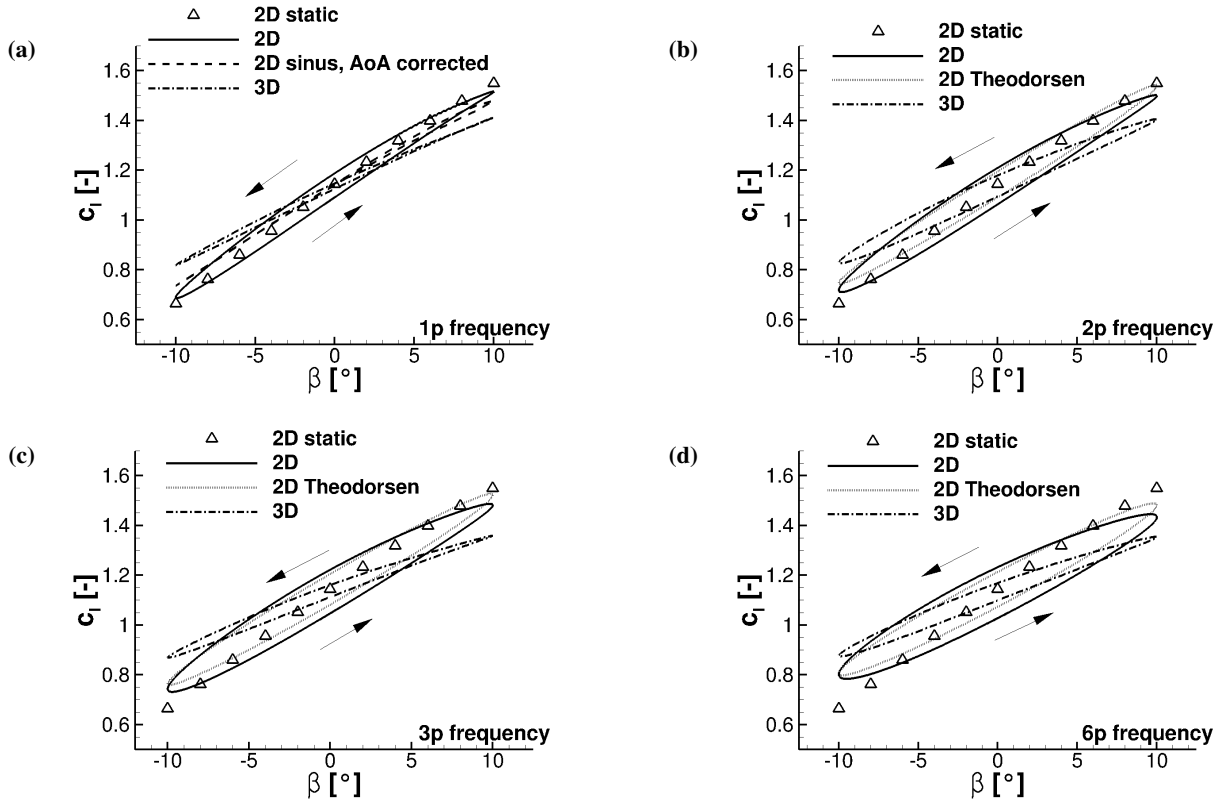 (a)
2D static
2D
2D sinus, AoA corrected
3D
1.6
1.4
1.2
1
0.8
0.6
cl [-]
1p frequency
-10 -5 0 5 10
β [°]
(b)
2D static
2D
2D Theodorsen
3D
1.6
1.4
1.2
1
0.8
0.6
cl [-]
2p frequency
-10 -5 0 5 10
β [°]
(c)
2D static
2D
2D Theodorsen
3D
1.6
1.4
1.2
1
0.8
0.6
cl [-]
3p frequency
-10 -5 0 5 10
β [°]
(d)
2D static
2D
2D Theodorsen
3D
1.6
1.4
1.2
1
0.8
0.6
cl [-]
6p frequency
-10 -5 0 5 10
β [°]